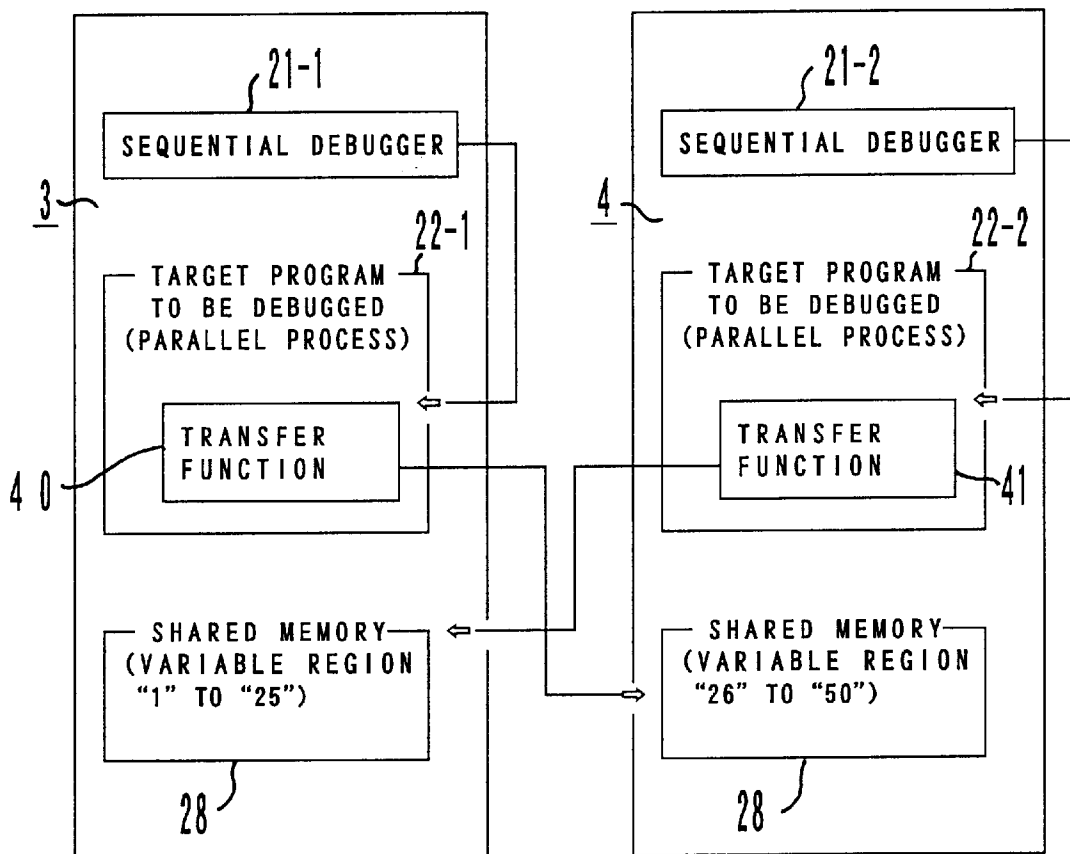 21-1
SEQUENTIAL DEBUGGER
3
22-1
TARGET PROGRAM
TO BE DEBUGGED
(PARALLEL PROCESS)
TRANSFER
FUNCTION
40
SHARED MEMORY
(VARIABLE REGION
“1” TO “25”)
28
21-2
SEQUENTIAL DEBUGGER
4
22-2
TARGET PROGRAM
TO BE DEBUGGED
(PARALLEL PROCESS)
TRANSFER
FUNCTION
41
SHARED MEMORY
(VARIABLE REGION
“26” TO “50”)
28